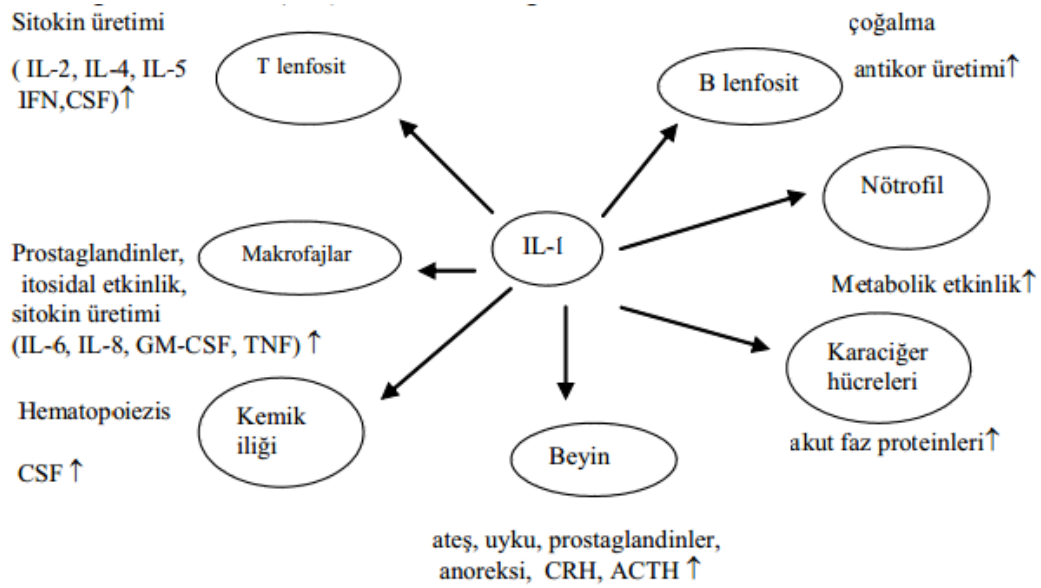 Sitokin üretimi
( IL-2, IL-4, IL-5
IFN,CSF)↑
T lenfosit
çoğalma
B lenfosit
antikor üretimi↑
Nötrofil
IL-1
Makrofajlar
Prostaglandinler,
itosidal etkinlik,
sitokin üretimi
(IL-6, IL-8, GM-CSF, TNF) ↑
Metabolik etkinlik↑
Karaciğer
hücreleri
akut faz proteinleri↑
Hematopoiezis
CSF ↑
Kemik
iliği
Beyin
ateş, uyku, prostaglandinler,
anoreksi, CRH, ACTH ↑